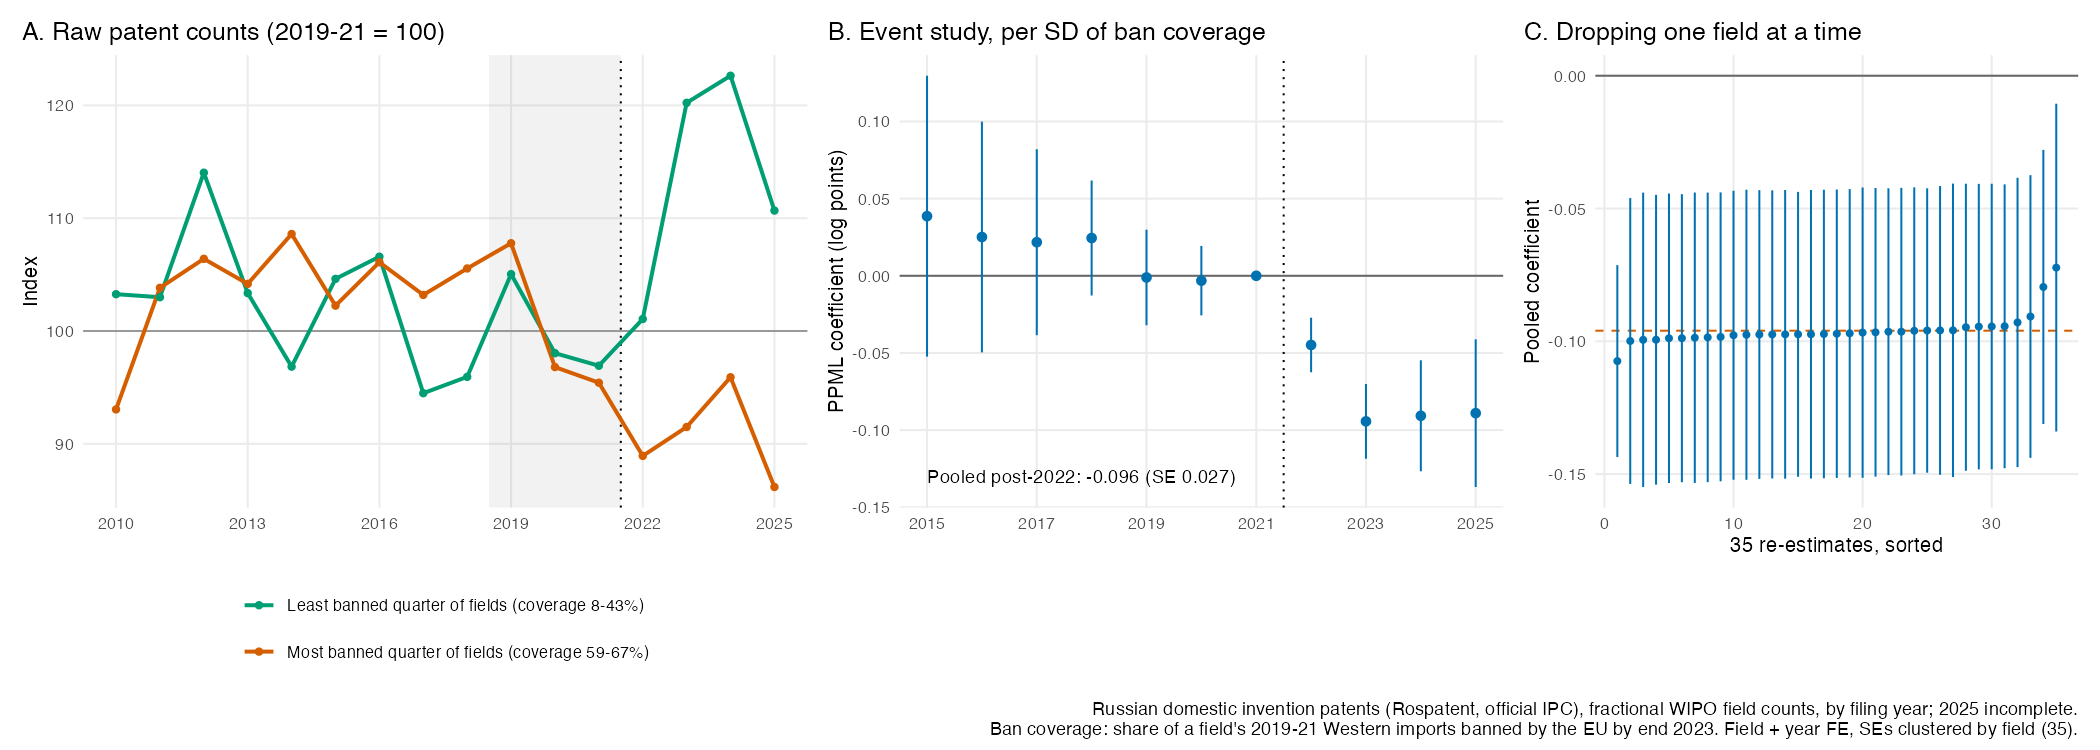 A. Raw patent counts (2019-21 = 100)
Index
120
110
100
90
2010
2013
2016
2019
2022
2025
Least banned quarter of fields (coverage 8-43%)
Most banned quarter of fields (coverage 59-67%)
B. Event study, per SD of ban coverage
PPML coefficient (log points)
0.10
0.05
0.00
-0.05
-0.10
-0.15
Pooled post-2022: -0.096 (SE 0.027)
2015
2017
2019
2021
2023
2025
C. Dropping one field at a time
Pooled coefficient
0.00
-0.05
-0.10
-0.15
0
10
20
30
35 re-estimates, sorted
Russian domestic invention patents (Rospatent, official IPC), fractional WIPO field counts, by filing year; 2025 incomplete.
Ban coverage: share of a field's 2019-21 Western imports banned by the EU by end 2023. Field + year FE, SEs clustered by field (35).